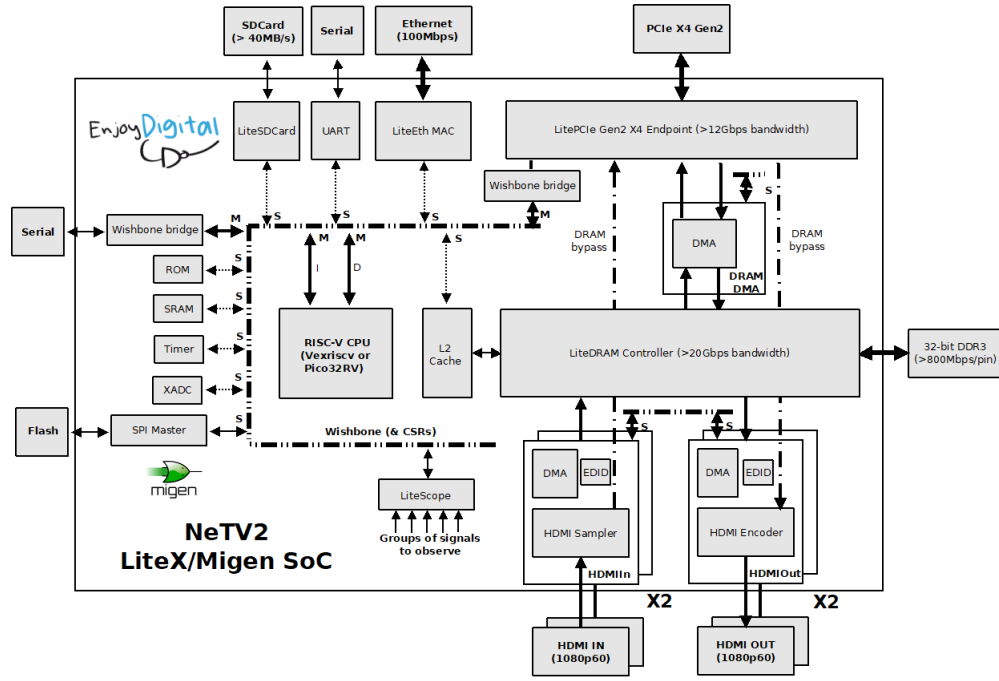 SDCard
(> 40MB/s)
Serial
Ethernet
(100Mbps)
PCIe X4 Gen2
EnjoyDigital
LiteSDCard
UART
LiteEth MAC
LitePCIe Gen2 X4 Endpoint (>12Gbps bandwidth)
Wishbone bridge
M
S
S
S
S
Serial
Wishbone bridge
M
M
M
S
I
D
DRAM
bypass
DMA
DRAM
DMA
DRAM
bypass
ROM
S
SRAM
S
Timer
S
XADC
S
RISC-V CPU
(Vexriscv or
Pico32RV)
L2
Cache
LiteDRAM Controller (>20Gbps bandwidth)
32-bit DDR3
(>800Mbps/pin)
Flash
SPI Master
S
Wishbone (& CSRs)
S
S
DMA
EDID
DMA
EDID
migen
LiteScope
Groups of signals
to observe
HDMI Sampler
HDMI Encoder
HDMIIn
HDMIOut
NeTV2
LiteX/Migen SoC
X2
X2
HDMI IN
(1080p60)
HDMI OUT
(1080p60)